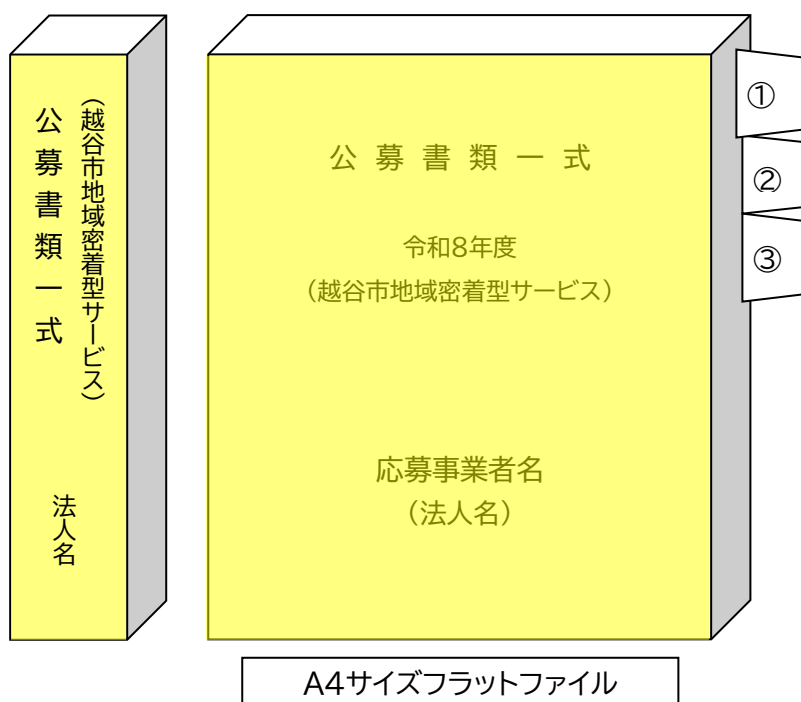 （越谷市地域密着型サービス）
公募書類一式
法人名
公募書類一式
令和8年度
（越谷市地域密着型サービス）
応募事業者名
（法人名）
①
②
③
A4サイズフラットファイル